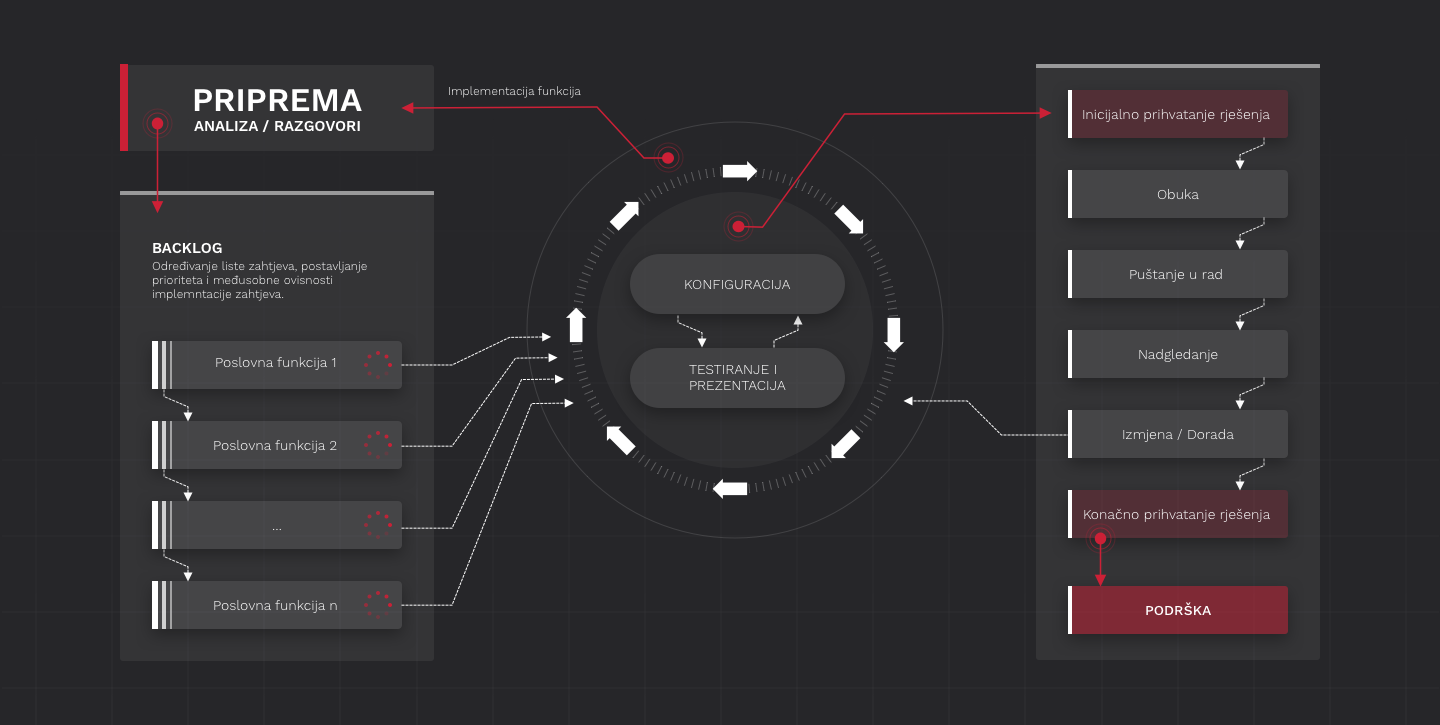 PRIPREMA
ANALIZA / RAZGOVORI
Implementacija funkcija
BACKLOG
Određivanje liste zahtjeva, postavljanje
prioriteta i međusobne ovisnosti
implemntacije zahtjeva.
Poslovna funkcija 1
Poslovna funkcija 2
...
Poslovna funkcija n
KONFIGURACIJA
TESTIRANJE I
PREZENTACIJA
Inicijalno prihvatanje rješenja
Obuka
Puštanje u rad
Nadgledanje
Izmjena / Dorada
Konačno prihvatanje rješenja
PODRŠKA